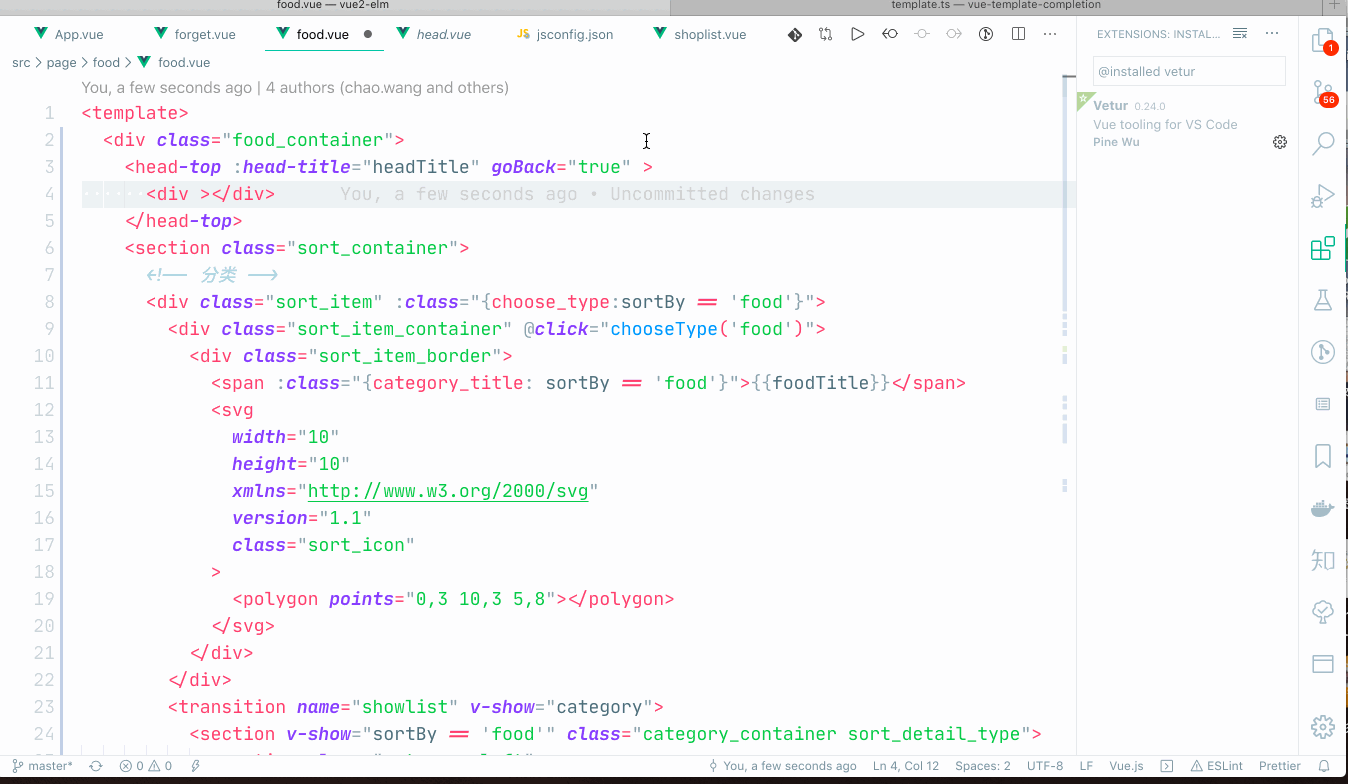 food.vue — vue2-elm
template.ts — vue-template-completion
App.vue forget.vue food.vue head.vue jsconfig.json shoplist.vue
EXTENSIONS: INSTAL...
src > page > food > food.vue
@installed vetur
Vetur 0.24.0
Vue tooling for VS Code
Pine Wu
1
56
知
You, a few seconds ago | 4 authors (chao.wang and others)
1 <template>
2 <div class="food_container">
3 <head-top :head-title="headTitle" goBack="true" >
4 <div ></div> You, a few seconds ago • Uncommitted changes
5 </head-top>
6 <section class="sort_container">
7 <!-- 分类 -->
8 <div class="sort_item" :class="{choose_type:sortBy == 'food'}">
9 <div class="sort_item_container" @click="chooseType('food')">
10 <div class="sort_item_border">
11 <span :class="{category_title: sortBy == 'food'}">{{foodTitle}}</span>
12 <svg
13 width="10"
14 height="10"
15 xmlns="http://www.w3.org/2000/svg"
16 version="1.1"
17 class="sort_icon"
18 >
19 <polygon points="0,3 10,3 5,8"></polygon>
20 </svg>
21 </div>
22 </div>
23 <transition name="showlist" v-show="category">
24 <section v-show="sortBy == 'food'" class="category_container sort_detail_type">
master* 0 0 You, a few seconds ago Ln 4, Col 12 Spaces: 2 UTF-8 LF Vue.js ESLint Prettier